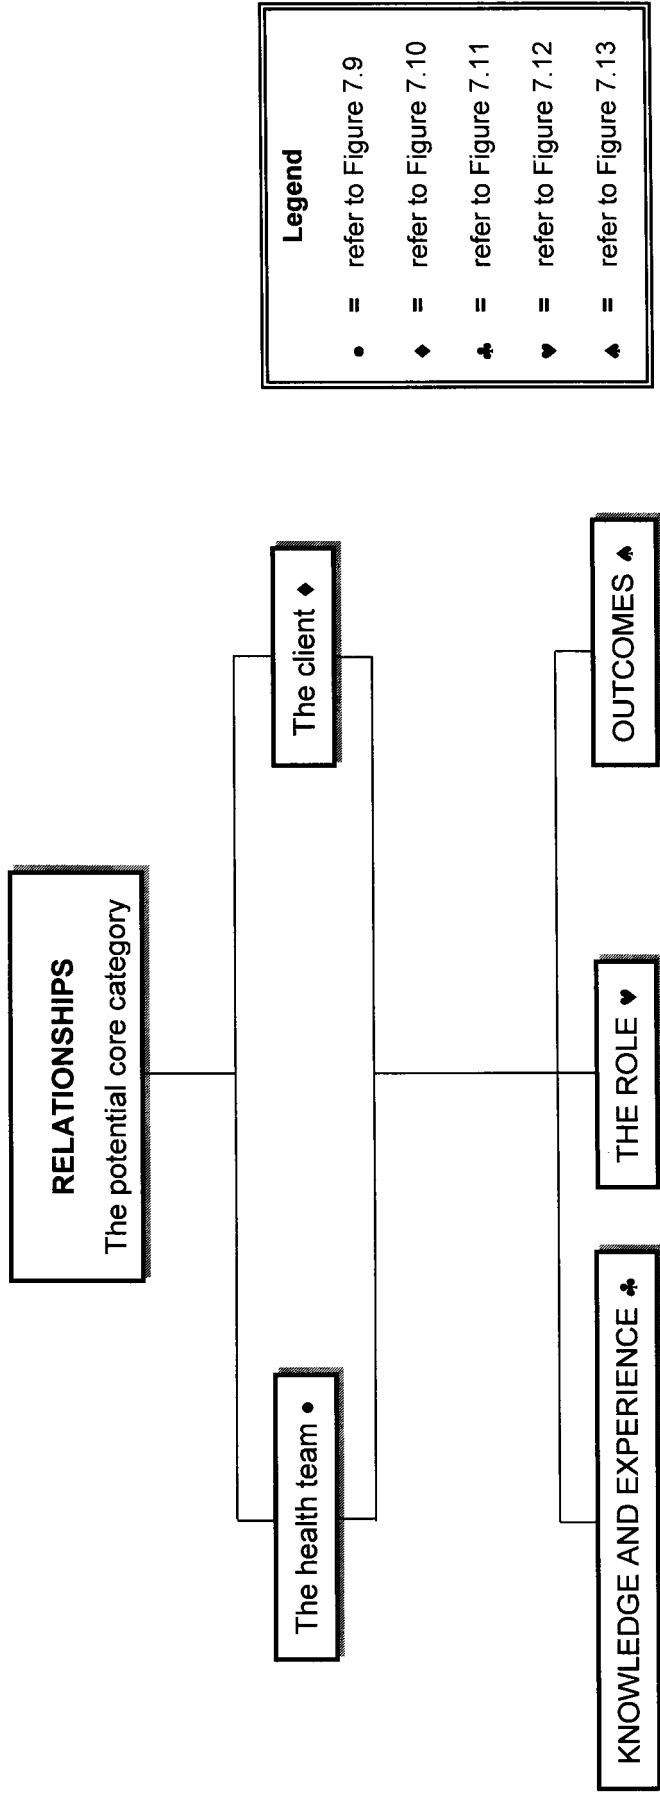 RELATIONSHIPS
The potential core category
The health team ●
The client ♦
KNOWLEDGE AND EXPERIENCE ♣
THE ROLE ♥
OUTCOMES ♠
Legend
● = refer to Figure 7.9
♦ = refer to Figure 7.10
♣ = refer to Figure 7.11
♥ = refer to Figure 7.12
♠ = refer to Figure 7.13